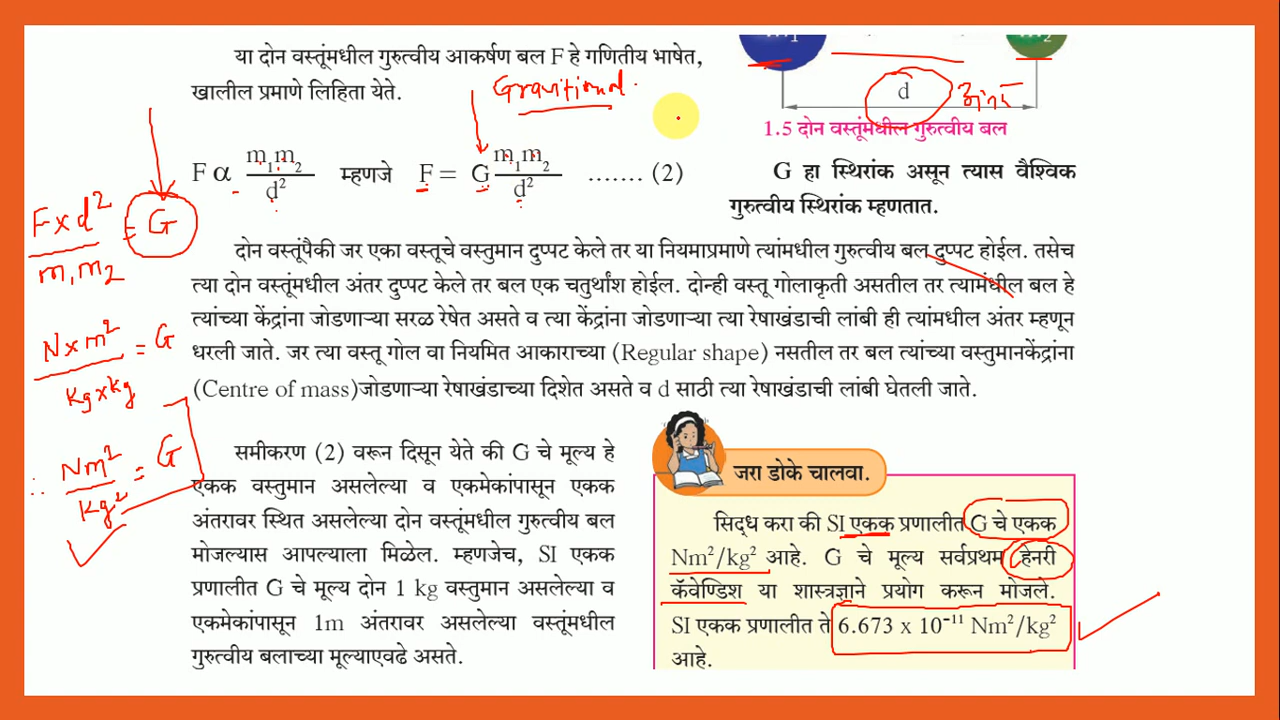 या दोन वस्तूंमधील गुरुत्वीय आकर्षण बल F हे गणितीय भाषेत,
खालील प्रमाणे लिहिता येते.
Gravitional
F α m₁m₂/d² म्हणजे F = G m₁m₂/d² ....... (2)
d
1.5 दोन वस्तूंमधील गुरुत्वीय बल
G हा स्थिरांक असून त्यास वैश्विक
गुरुत्वीय स्थिरांक म्हणतात.
F×d²/m₁m₂ = G
N×m²/kg×kg = G
∴ Nm²/kg² = G
दोन वस्तूंपैकी जर एका वस्तूचे वस्तुमान दुप्पट केले तर या नियमाप्रमाणे त्यांमधील गुरुत्वीय बल दुप्पट होईल. तसेच
त्या दोन वस्तूंमधील अंतर दुप्पट केले तर बल एक चतुर्थांश होईल. दोन्ही वस्तू गोलाकृती असतील तर त्यामंधील बल हे
त्यांच्या केंद्रांना जोडणाऱ्या सरळ रेषेत असते व त्या केंद्रांना जोडणाऱ्या त्या रेषाखंडाची लांबी ही त्यांमधील अंतर म्हणून
धरली जाते. जर त्या वस्तू गोल वा नियमित आकाराच्या (Regular shape) नसतील तर बल त्यांच्या वस्तुमानकेंद्रांना
(Centre of mass)जोडणाऱ्या रेषाखंडाच्या दिशेत असते व d साठी त्या रेषाखंडाची लांबी घेतली जाते.
समीकरण (2) वरून दिसून येते की G चे मूल्य हे
एकक वस्तुमान असलेल्या व एकमेकांपासून एकक
अंतरावर स्थित असलेल्या दोन वस्तूंमधील गुरुत्वीय बल
मोजल्यास आपल्याला मिळेल. म्हणजेच, SI एकक
प्रणालीत G चे मूल्य दोन 1 kg वस्तुमान असलेल्या व
एकमेकांपासून 1m अंतरावर असलेल्या वस्तूंमधील
गुरुत्वीय बलाच्या मूल्याएवढे असते.
जरा डोके चालवा.
सिद्ध करा की SI एकक प्रणालीत G चे एकक
Nm²/kg² आहे. G चे मूल्य सर्वप्रथम हेनरी
कॅवेण्डिश या शास्त्रज्ञाने प्रयोग करून मोजले.
SI एकक प्रणालीत ते 6.673 x 10⁻¹¹ Nm²/kg²
आहे.